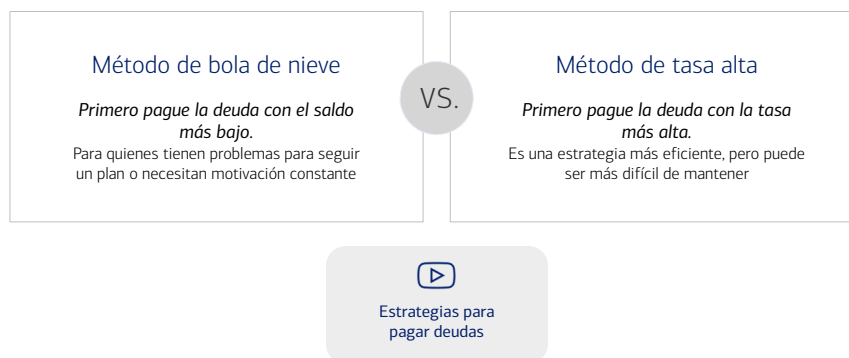 Método de bola de nieve
Primero pague la deuda con el saldo
más bajo.
Para quienes tienen problemas para seguir
un plan o necesitan motivación constante
VS.
Método de tasa alta
Primero pague la deuda con la tasa
más alta.
Es una estrategia más eficiente, pero puede
ser más difícil de mantener
Estrategias para
pagar deudas